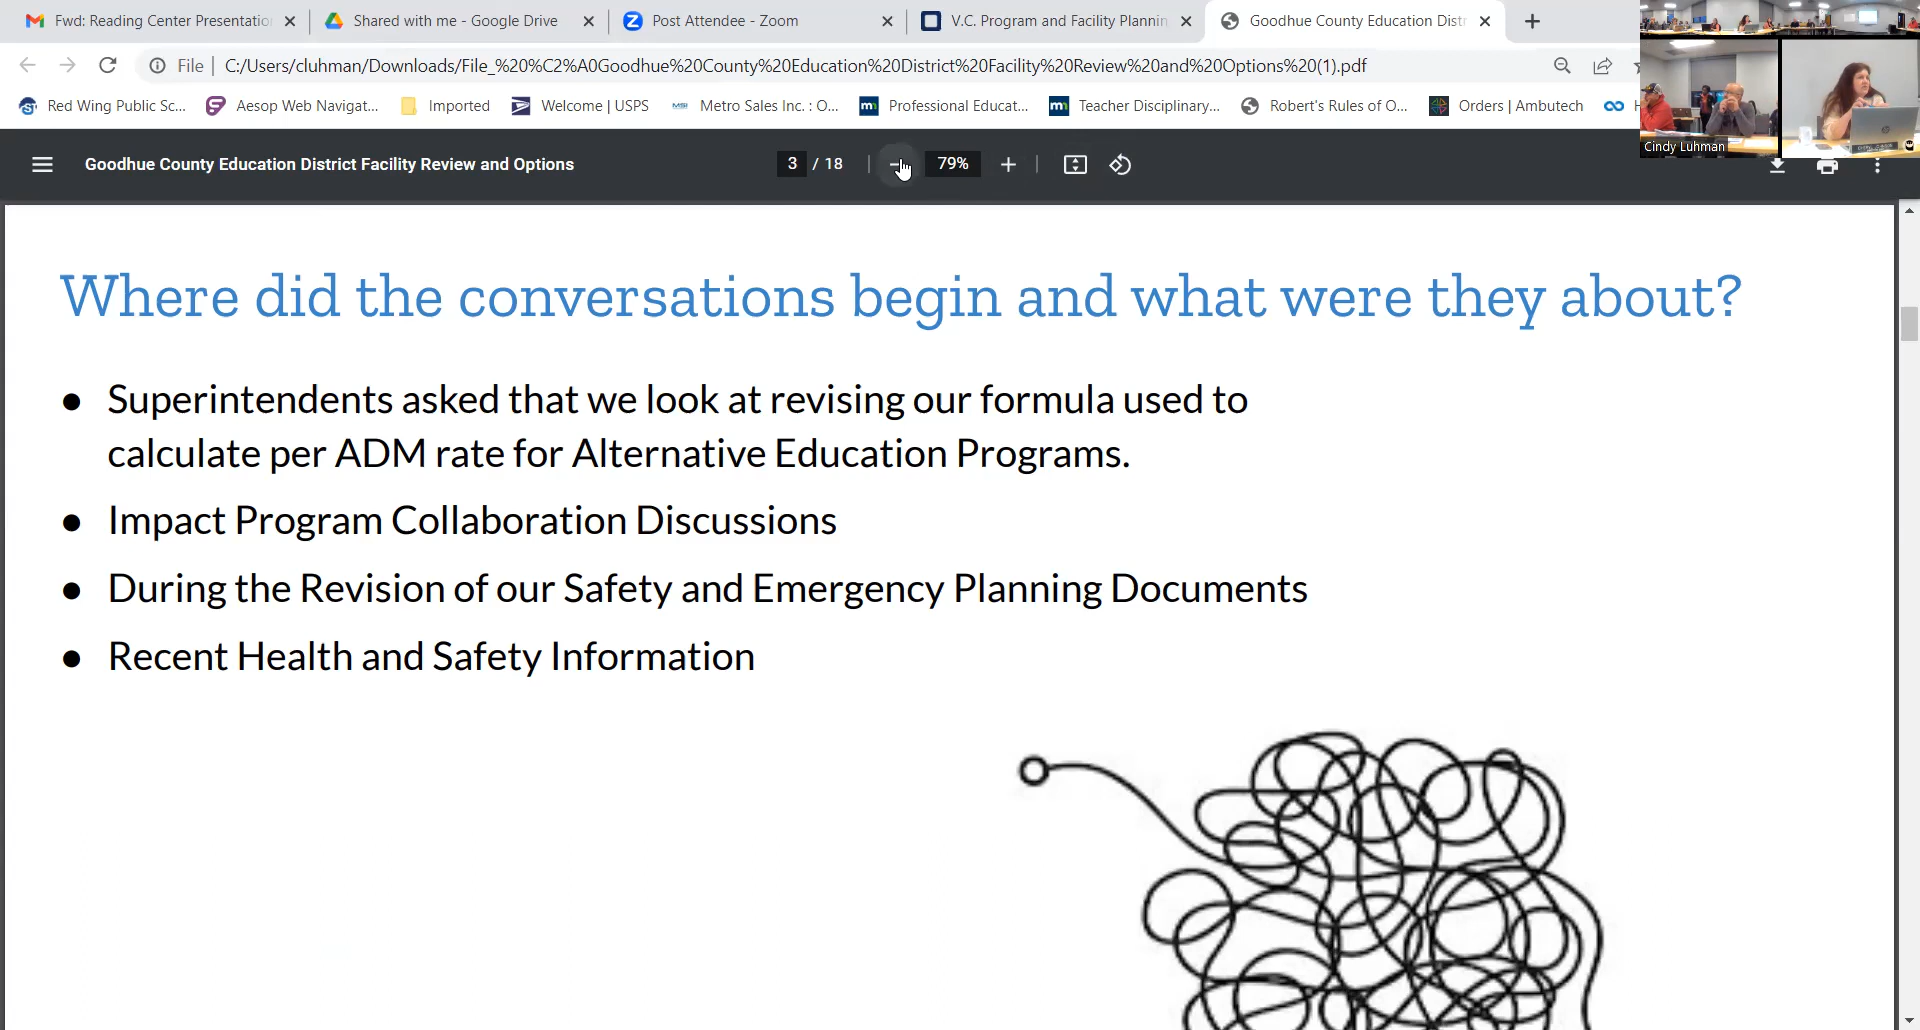 Fwd: Reading Center Presentatio
Shared with me - Google Drive
Post Attendee - Zoom
V.C. Program and Facility Plannin
Goodhue County Education Distr
File
C:/Users/cluhman/Downloads/File_%20%C2%A0Goodhue%20County%20Education%20District%20Facility%20Review%20and%20Options%20(1).pdf
Red Wing Public Sc...
Aesop Web Navigat...
Imported
Welcome | USPS
Metro Sales Inc. : O...
Professional Educat...
Teacher Disciplinary...
Robert's Rules of O...
Orders | Ambutech
Cindy Luhman
Goodhue County Education District Facility Review and Options
3 / 18
79%
Where did the conversations begin and what were they about?
● Superintendents asked that we look at revising our formula used to
calculate per ADM rate for Alternative Education Programs.
● Impact Program Collaboration Discussions
● During the Revision of our Safety and Emergency Planning Documents
● Recent Health and Safety Information